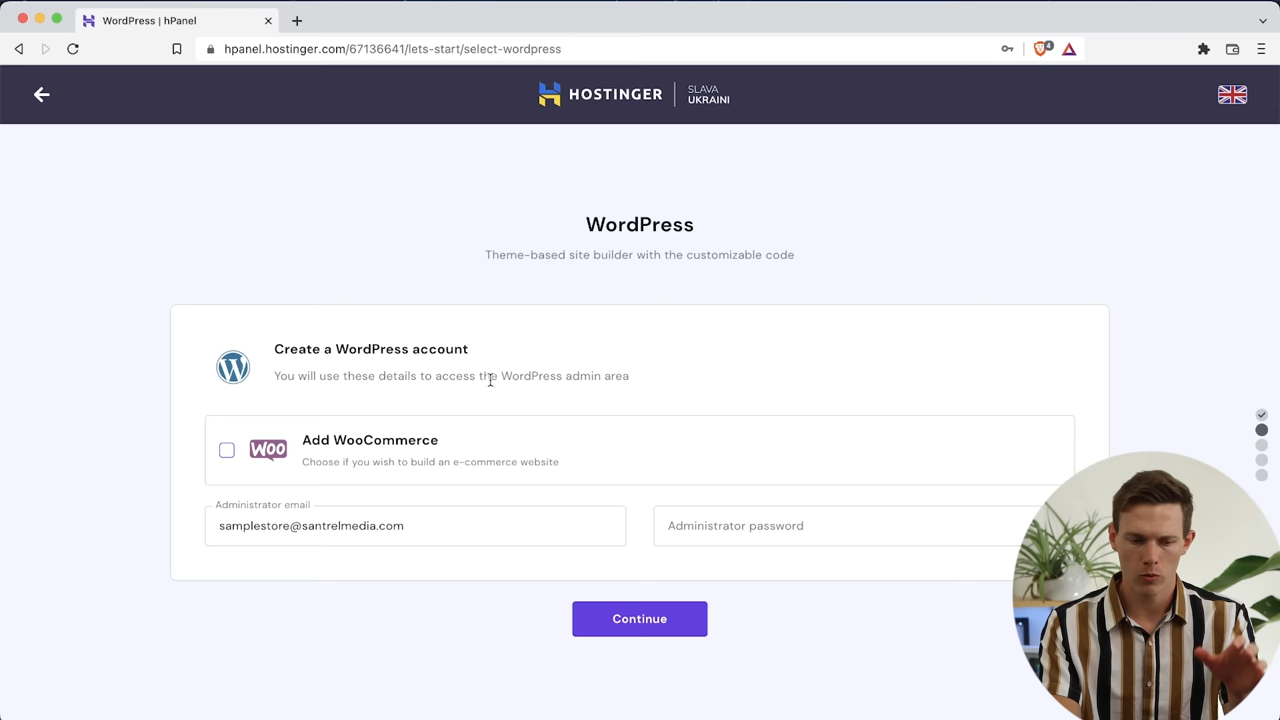 WordPress | hPanel
hpanel.hostinger.com/67136641/lets-start/select-wordpress
4
HOSTINGER
SLAVA
UKRAINI
WordPress
Theme-based site builder with the customizable code
Create a WordPress account
You will use these details to access the WordPress admin area
WOO
Add WooCommerce
Choose if you wish to build an e-commerce website
Administrator email
samplestore@santrelmedia.com
Administrator password
Continue